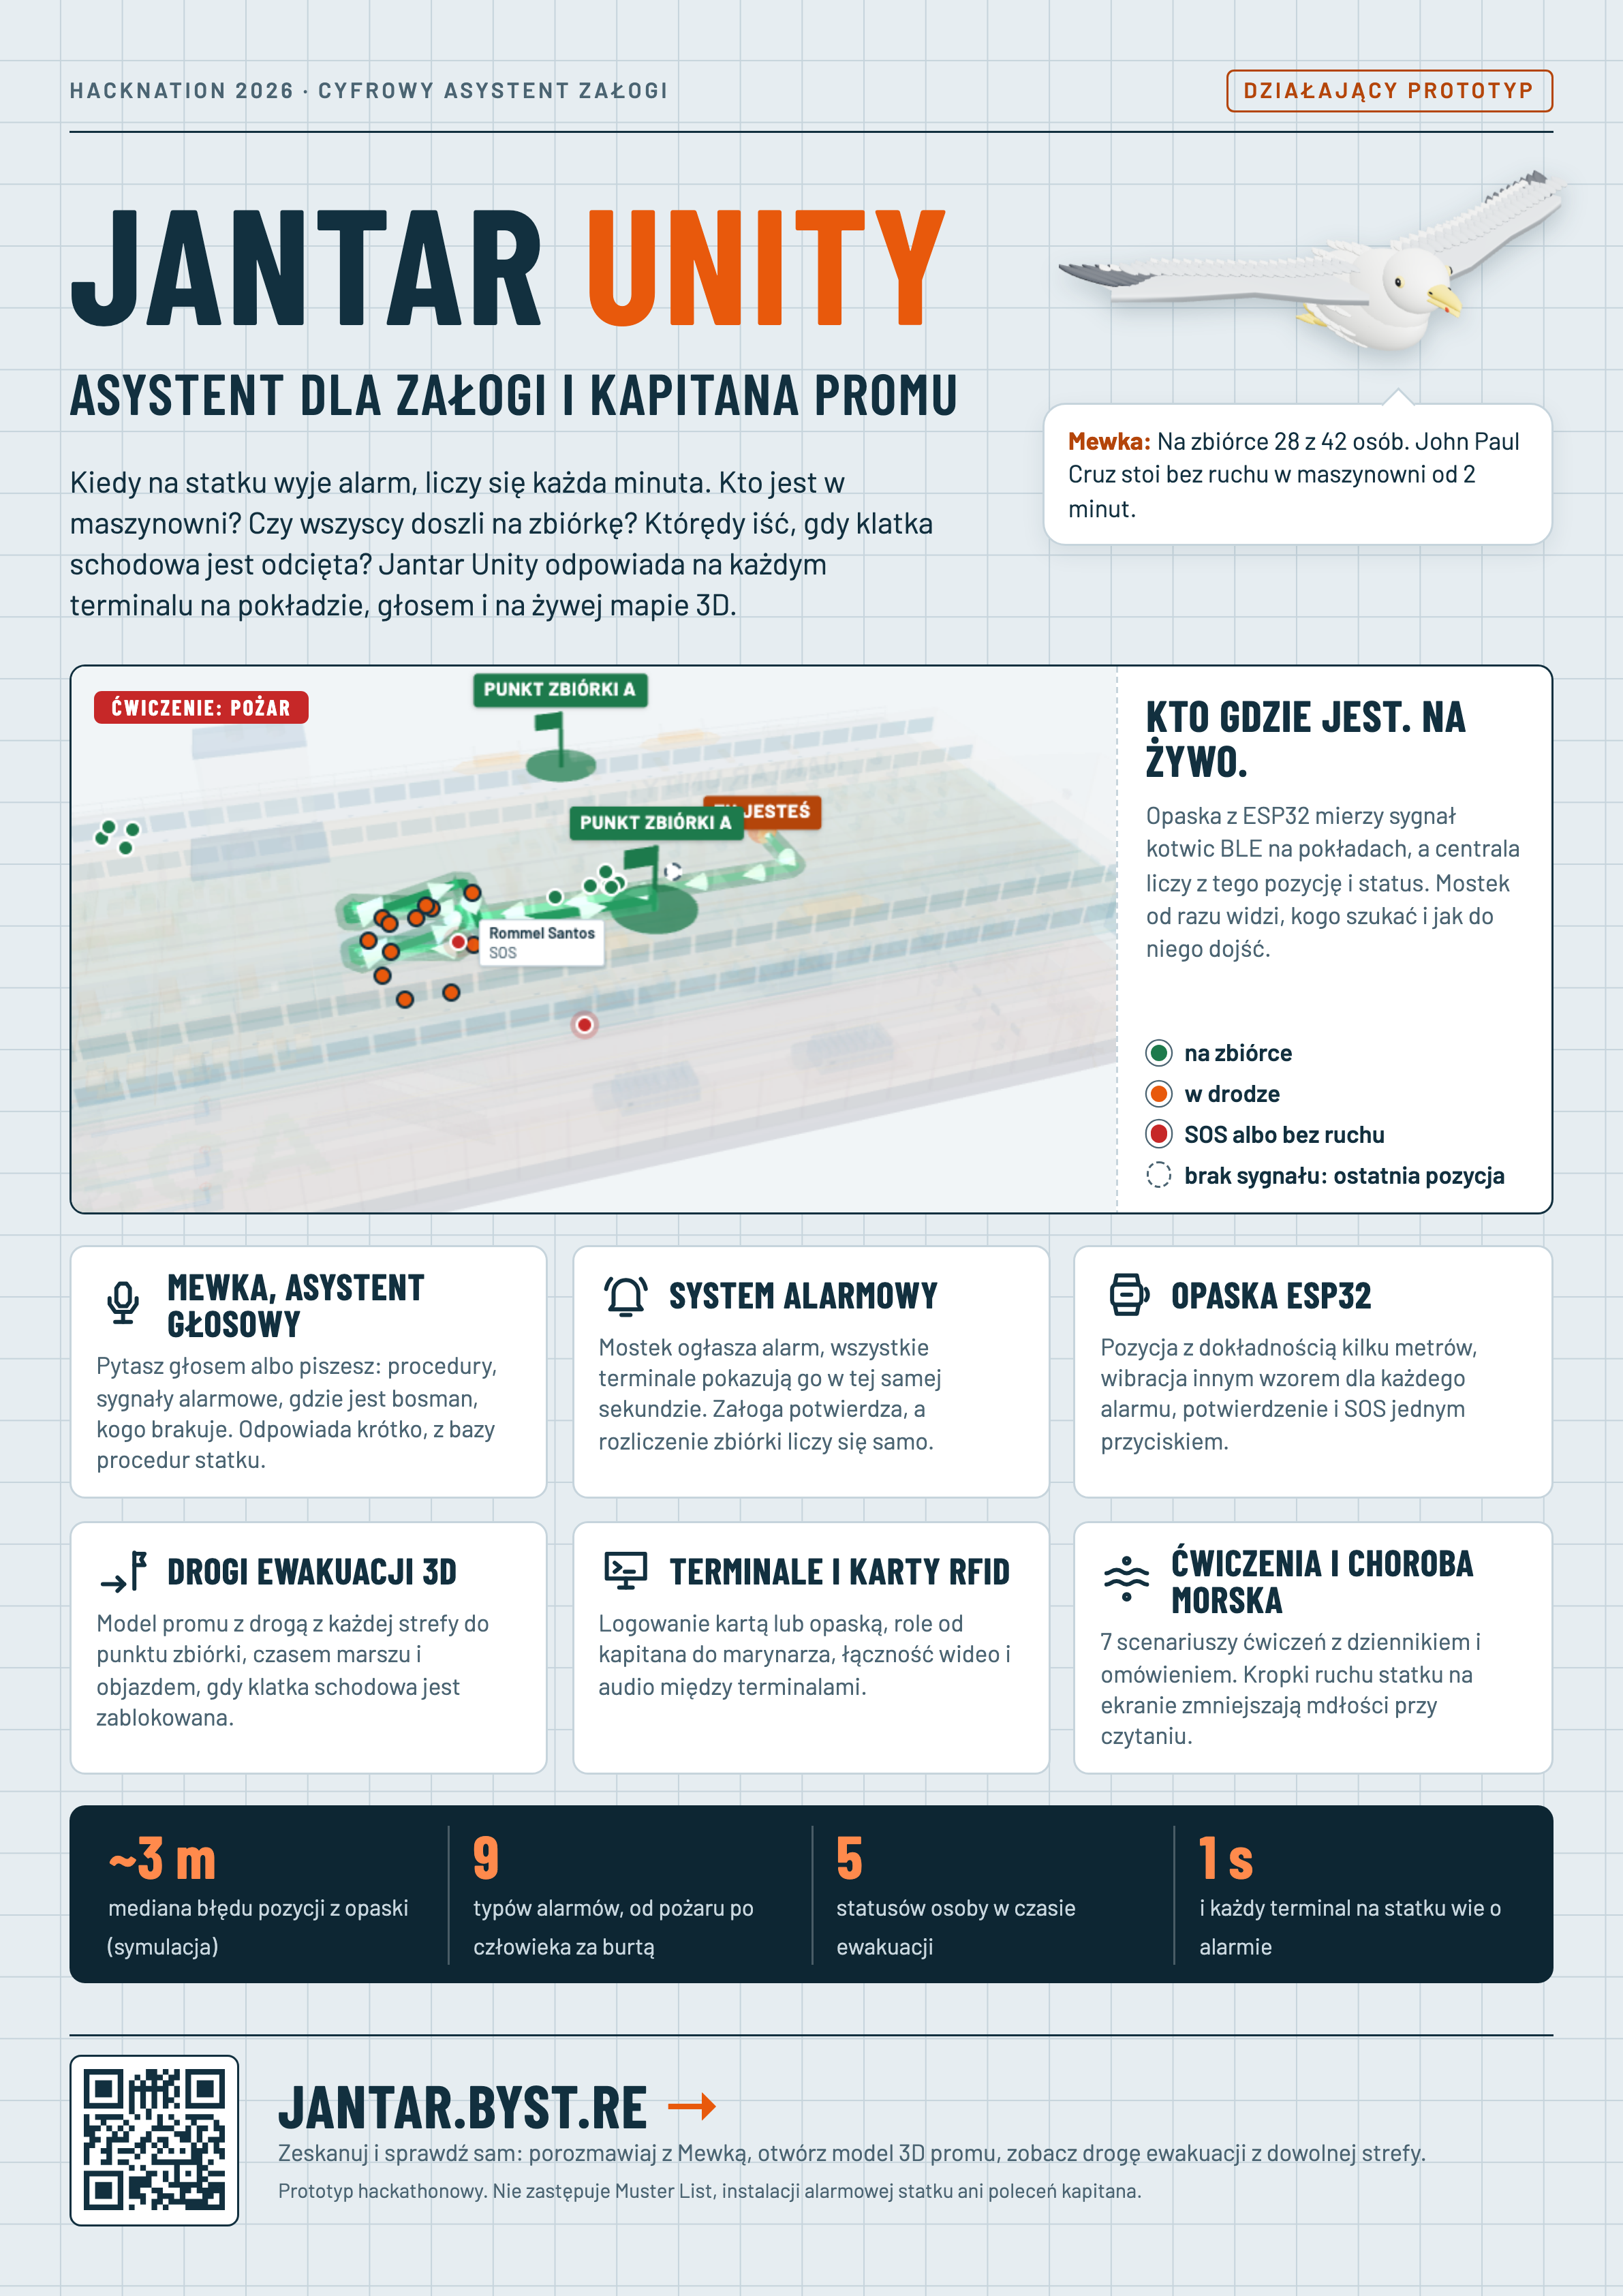 HACKNATION 2026 · CYFROWY ASYSTENT ZAŁOGI
DZIAŁAJĄCY PROTOTYP
JANTAR UNITY
ASYSTENT DLA ZAŁOGI I KAPITANA PROMU
Kiedy na statku wyje alarm, liczy się każda minuta. Kto jest w
maszynowni? Czy wszyscy doszli na zbiórkę? Którędy iść, gdy klatka
schodowa jest odcięta? Jantar Unity odpowiada na każdym
terminalu na pokładzie, głosem i na żywej mapie 3D.
Mewka: Na zbiórce 28 z 42 osób. John Paul
Cruz stoi bez ruchu w maszynowni od 2
minut.
ĆWICZENIE: POŻAR
PUNKT ZBIÓRKI A
JESTEŚ
PUNKT ZBIÓRKI A
Rommel Santos
SOS
KTO GDZIE JEST. NA
ŻYWO.
Opaska z ESP32 mierzy sygnał
kotwic BLE na pokładach, a centrala
liczy z tego pozycję i status. Mostek
od razu widzi, kogo szukać i jak do
niego dojść.
na zbiórce
w drodze
SOS albo bez ruchu
brak sygnału: ostatnia pozycja
MEWKA, ASYSTENT
GŁOSOWY
Pytasz głosem albo piszesz: procedury,
sygnały alarmowe, gdzie jest bosman,
kogo brakuje. Odpowiada krótko, z bazy
procedur statku.
SYSTEM ALARMOWY
Mostek ogłasza alarm, wszystkie
terminale pokazują go w tej samej
sekundzie. Załoga potwierdza, a
rozliczenie zbiórki liczy się samo.
OPASKA ESP32
Pozycja z dokładnością kilku metrów,
wibracja innym wzorem dla każdego
alarmu, potwierdzenie i SOS jednym
przyciskiem.
DROGI EWAKUACJI 3D
Model promu z drogą z każdej strefy do
punktu zbiórki, czasem marszu i
objazdem, gdy klatka schodowa jest
zablokowana.
TERMINALE I KARTY RFID
Logowanie kartą lub opaską, role od
kapitana do marynarza, łączność wideo i
audio między terminalami.
ĆWICZENIA I CHOROBA
MORSKA
7 scenariuszy ćwiczeń z dziennikiem i
omówieniem. Kropki ruchu statku na
ekranie zmniejszają mdłości przy
czytaniu.
~3 m
mediana błędu pozycji z opaski
(symulacja)
9
typów alarmów, od pożaru po
człowieka za burtą
5
statusów osoby w czasie
ewakuacji
1 s
i każdy terminal na statku wie o
alarmie
JANTAR.BYST.RE →
Zeskanuj i sprawdź sam: porozmawiaj z Mewką, otwórz model 3D promu, zobacz drogę ewakuacji z dowolnej strefy.
Prototyp hackathonowy. Nie zastępuje Muster List, instalacji alarmowej statku ani poleceń kapitana.